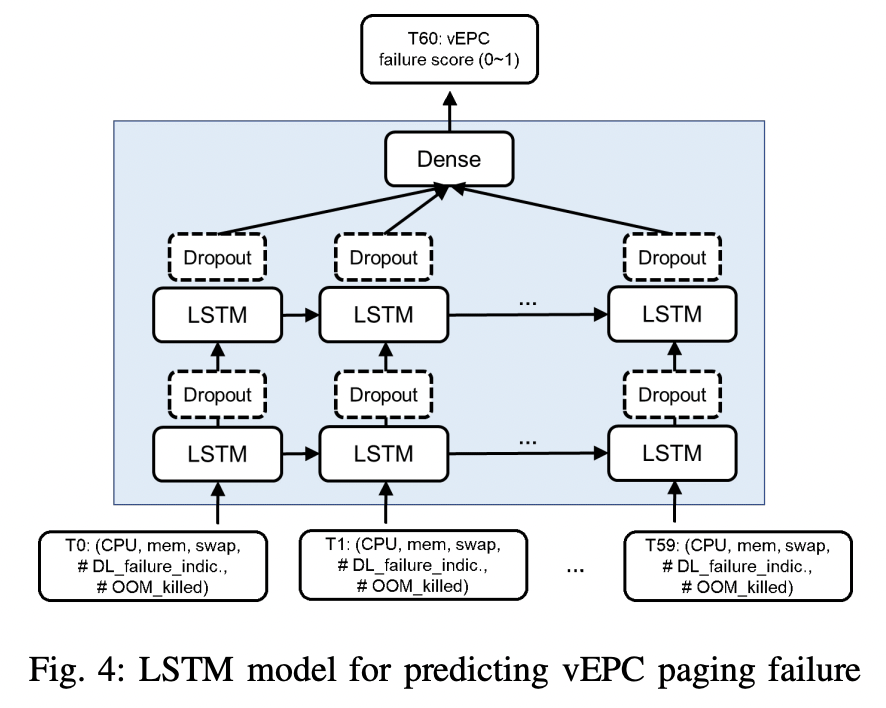 T60: vEPC
failure score (0~1)
Dense
Dropout
Dropout
Dropout
LSTM
LSTM
...
LSTM
Dropout
Dropout
Dropout
LSTM
LSTM
...
LSTM
T0: (CPU, mem, swap,
# DL_failure_indic.,
# OOM_killed)
T1: (CPU, mem, swap,
# DL_failure_indic.,
# OOM_killed)
...
T59: (CPU, mem, swap,
# DL_failure_indic.,
# OOM_killed)
Fig. 4: LSTM model for predicting vEPC paging failure